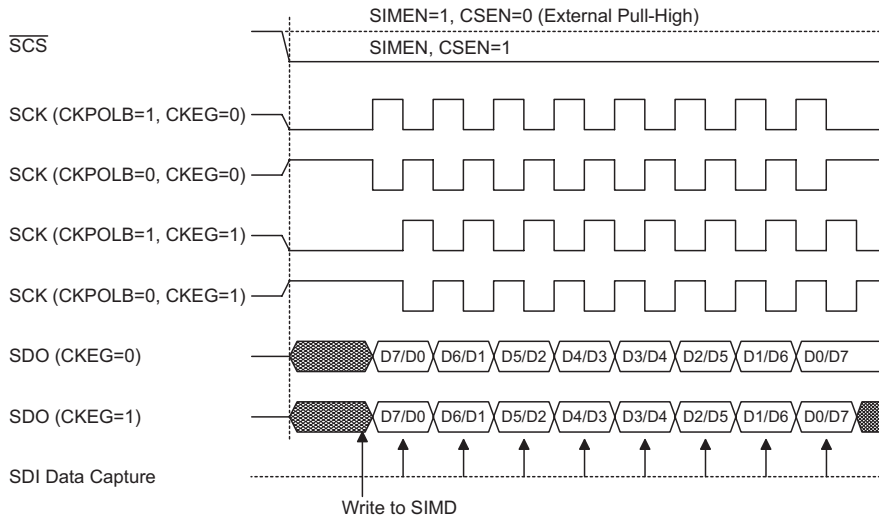 SIMEN=1, CSEN=0 (External Pull-High)
SCS
SIMEN, CSEN=1
SCK (CKPOLB=1, CKEG=0)
SCK (CKPOLB=0, CKEG=0)
SCK (CKPOLB=1, CKEG=1)
SCK (CKPOLB=0, CKEG=1)
SDO (CKEG=0) D7/D0 D6/D1 D5/D2 D4/D3 D3/D4 D2/D5 D1/D6 D0/D7
SDO (CKEG=1) D7/D0 D6/D1 D5/D2 D4/D3 D3/D4 D2/D5 D1/D6 D0/D7
SDI Data Capture
Write to SIMD